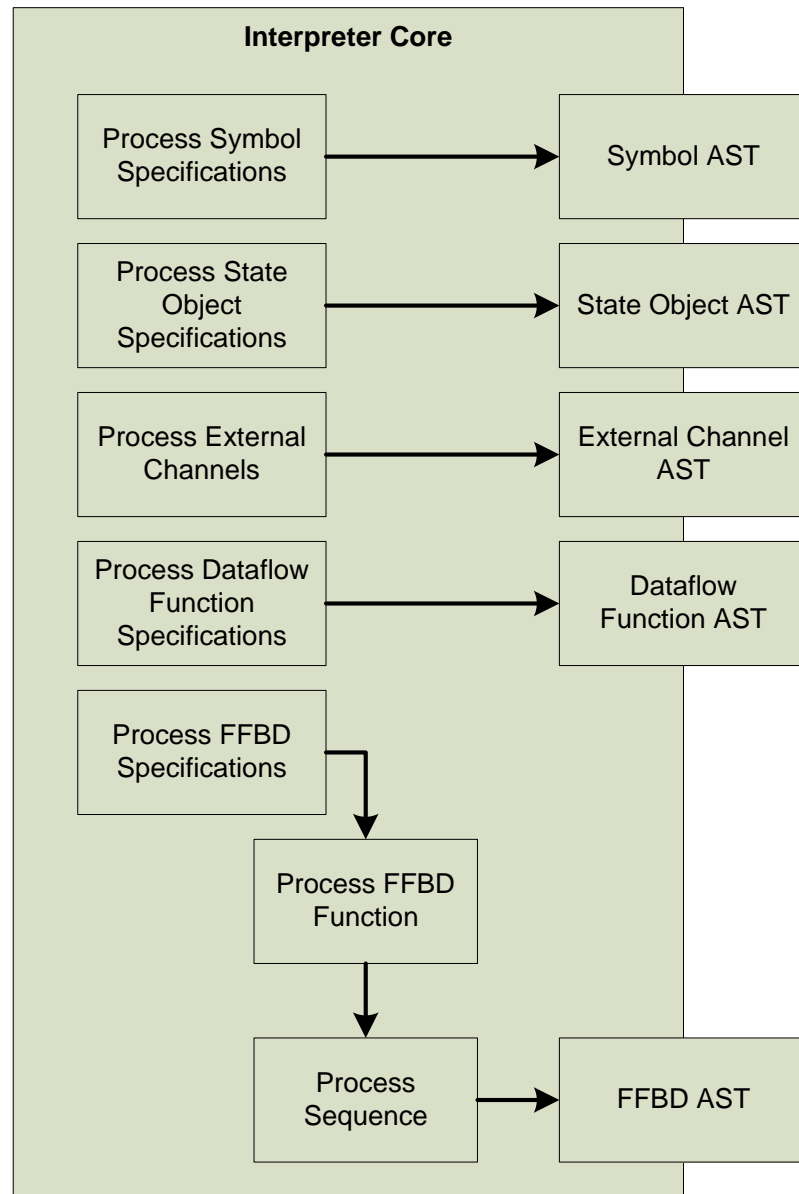 Interpreter Core
Process Symbol
Specifications
Symbol AST
Process State
Object
Specifications
State Object AST
Process External
Channels
External Channel
AST
Process Dataflow
Function
Specifications
Dataflow
Function AST
Process FFBD
Specifications
Process FFBD
Function
Process
Sequence
FFBD AST